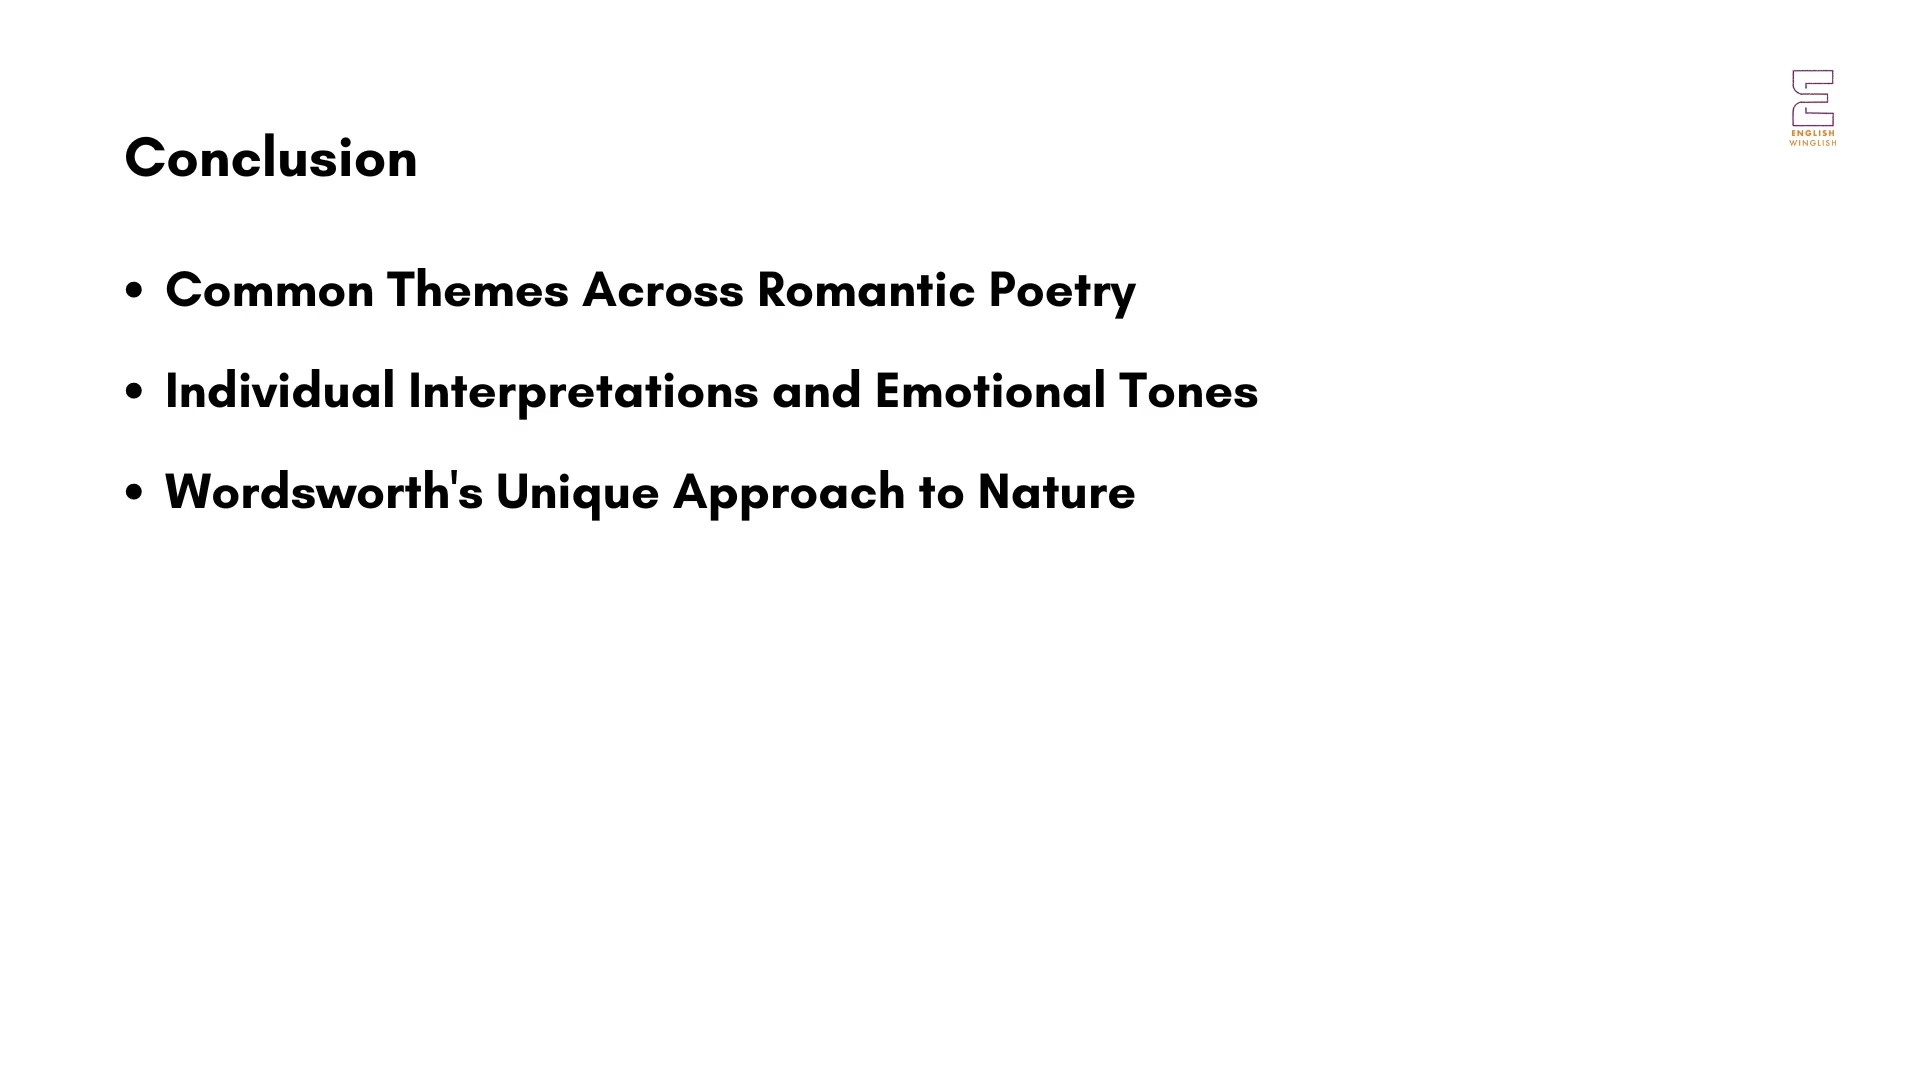 ENGLISH
WINGLISH
Conclusion
• Common Themes Across Romantic Poetry
• Individual Interpretations and Emotional Tones
• Wordsworth's Unique Approach to Nature